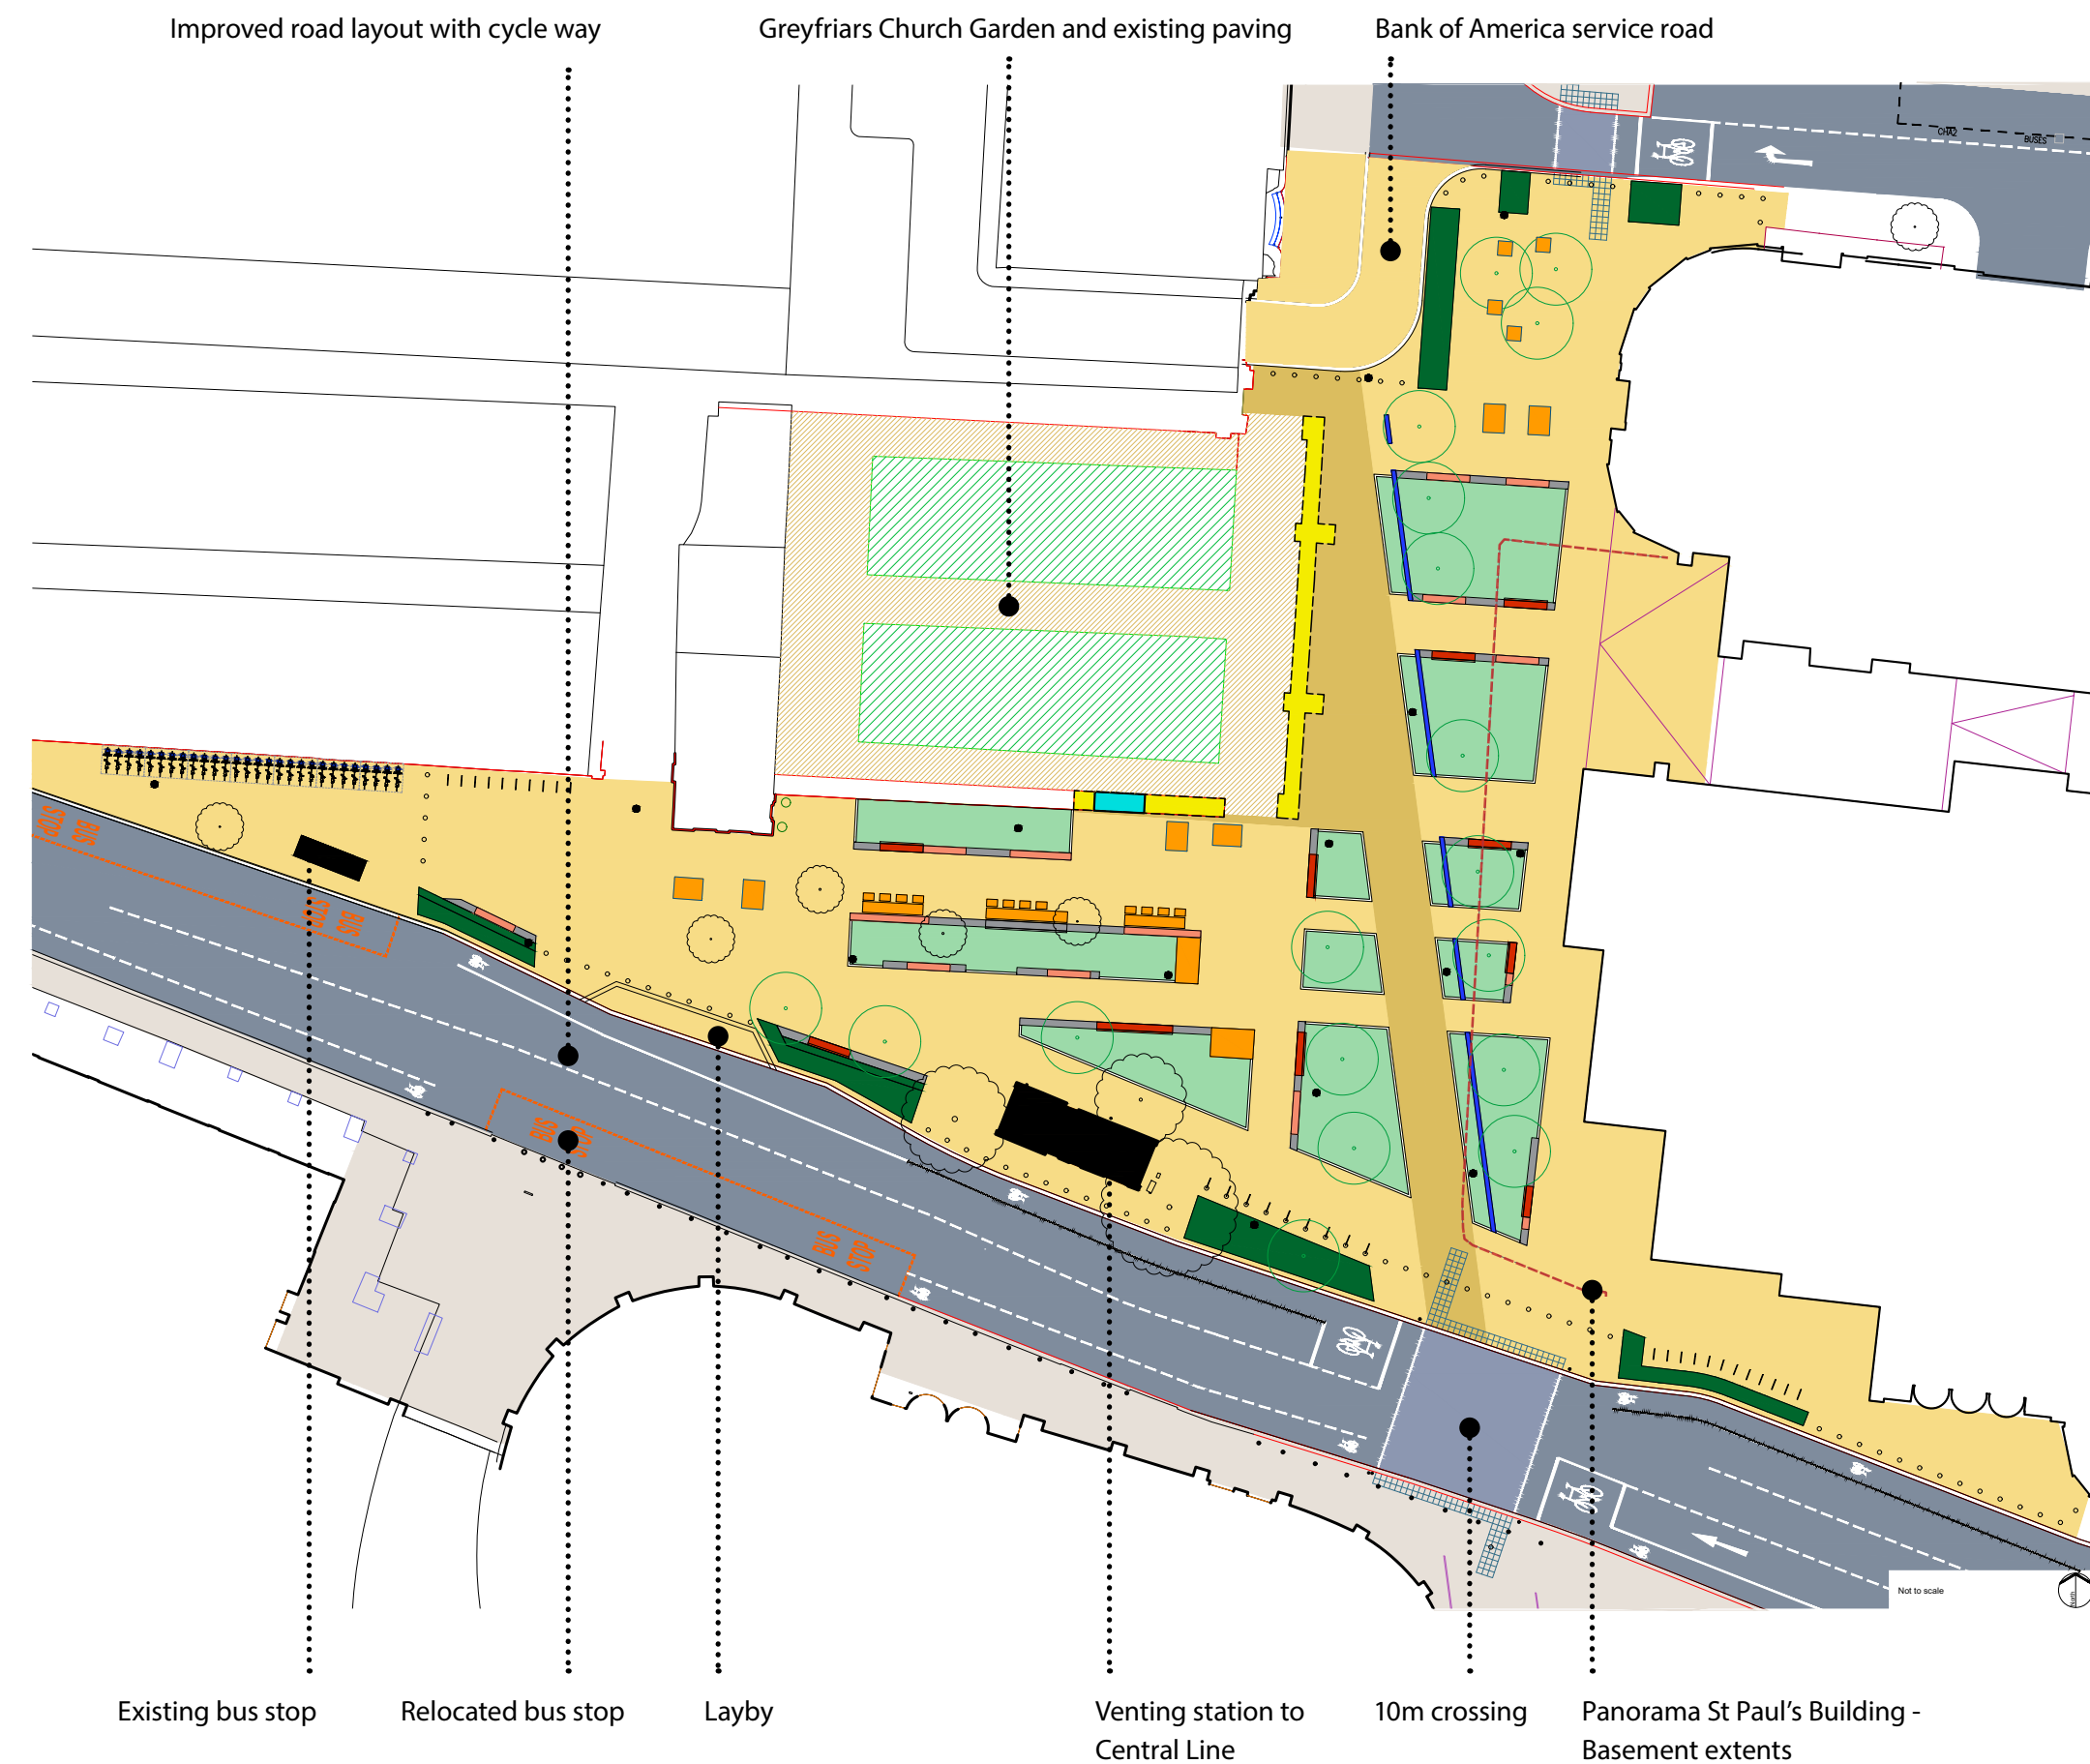 Improved road layout with cycle way
Greyfriars Church Garden and existing paving
Bank of America service road
CHA2
BUSES
BUS STOP
BUS STOP
BUS STOP
BUS STOP
Not to scale
North
Existing bus stop
Relocated bus stop
Layby
Venting station to
Central Line
10m crossing
Panorama St Paul's Building -
Basement extents